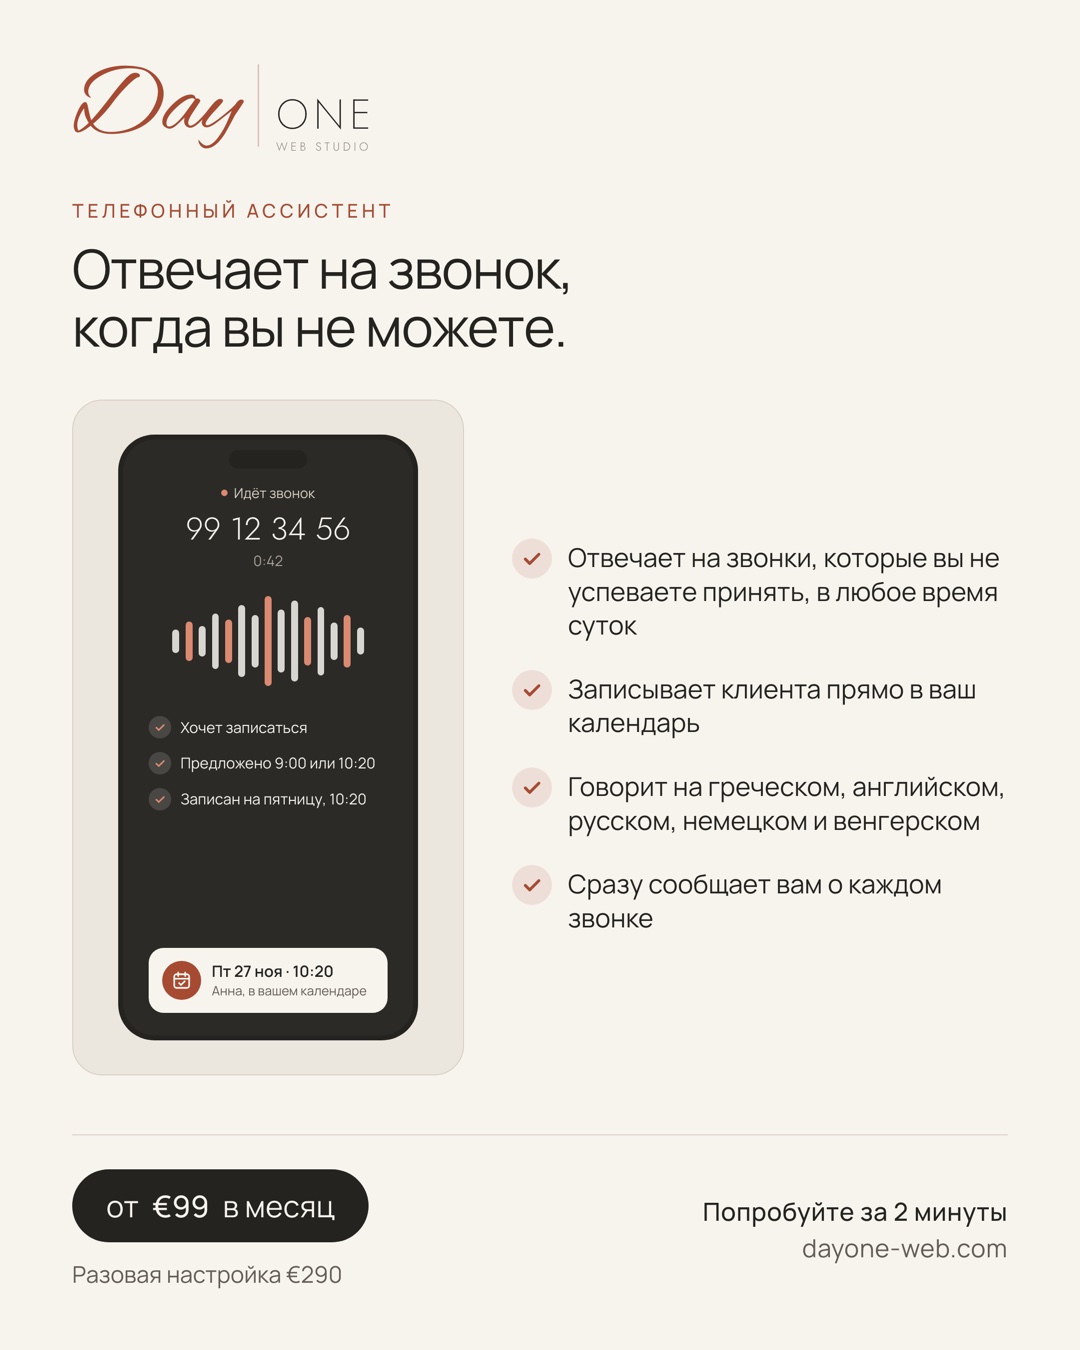 Day ONE
WEB STUDIO
ТЕЛЕФОННЫЙ АССИСТЕНТ
Отвечает на звонок,
когда вы не можете.
Идёт звонок
99 12 34 56
0:42
Хочет записаться
Предложено 9:00 или 10:20
Записан на пятницу, 10:20
Пт 27 ноя · 10:20
Анна, в вашем календаре
Отвечает на звонки, которые вы не
успеваете принять, в любое время
суток
Записывает клиента прямо в ваш
календарь
Говорит на греческом, английском,
русском, немецком и венгерском
Сразу сообщает вам о каждом
звонке
от €99 в месяц
Разовая настройка €290
Попробуйте за 2 минуты
dayone-web.com